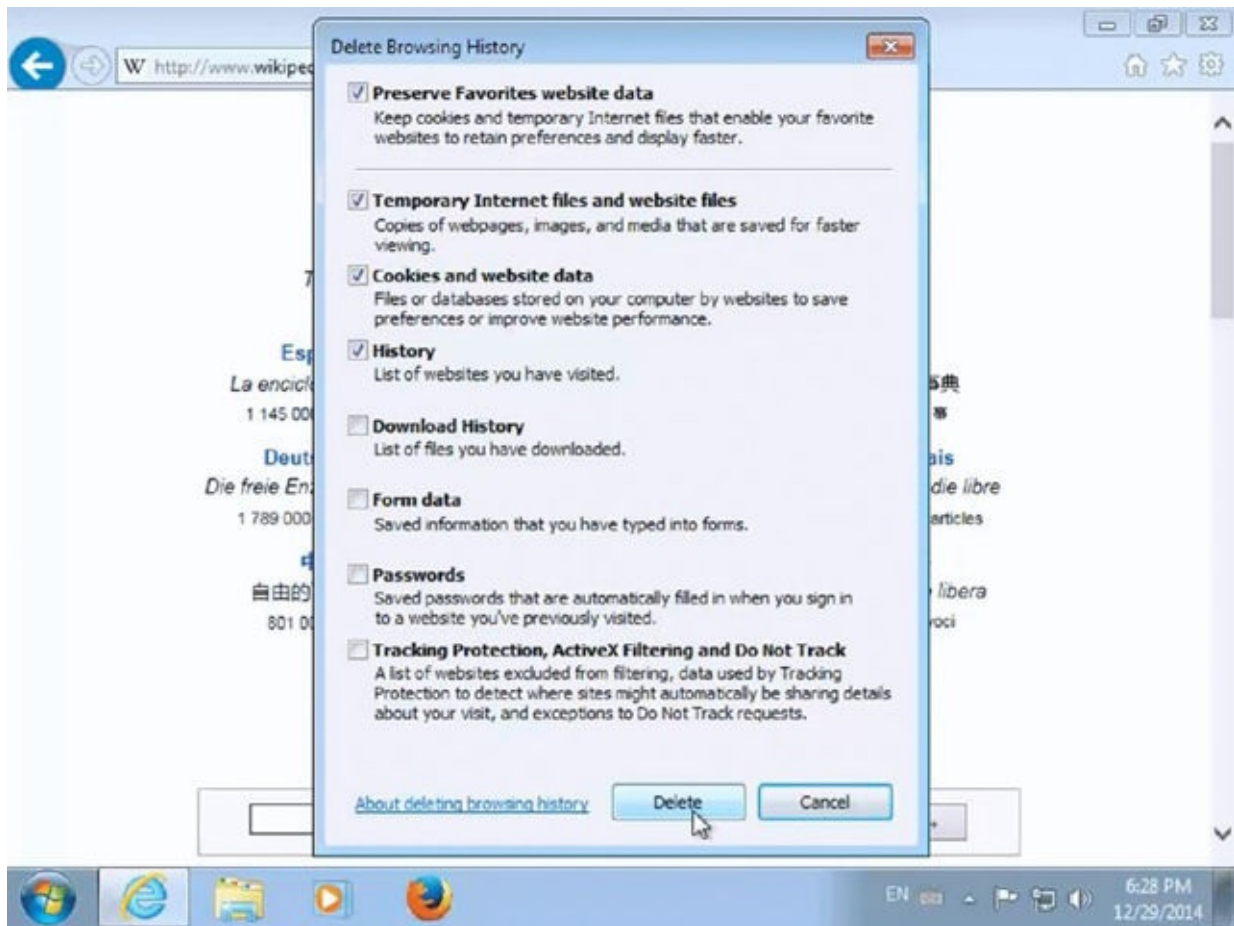 Delete Browsing History
W http://www.wikiped
Preserve Favorites website data
Keep cookies and temporary Internet files that enable your favorite
websites to retain preferences and display faster.
Temporary Internet files and website files
Copies of webpages, images, and media that are saved for faster
viewing.
7
Cookies and website data
Files or databases stored on your computer by websites to save
preferences or improve website performance.
Esp
History
La encicl
List of websites you have visited.
事典
1 145 00
事
Download History
List of files you have downloaded.
Deut
ais
Die freie En
die libre
Form data
1 789 000
Saved information that you have typed into forms.
articles
Passwords
自由的
Saved passwords that are automatically filled in when you sign in
libera
to a website you've previously visited.
801 00
voci
Tracking Protection, ActiveX Filtering and Do Not Track
A list of websites excluded from filtering, data used by Tracking
Protection to detect where sites might automatically be sharing details
about your visit, and exceptions to Do Not Track requests.
About deleting browsing history
Delete
Cancel
EN
6:28 PM
12/29/2014